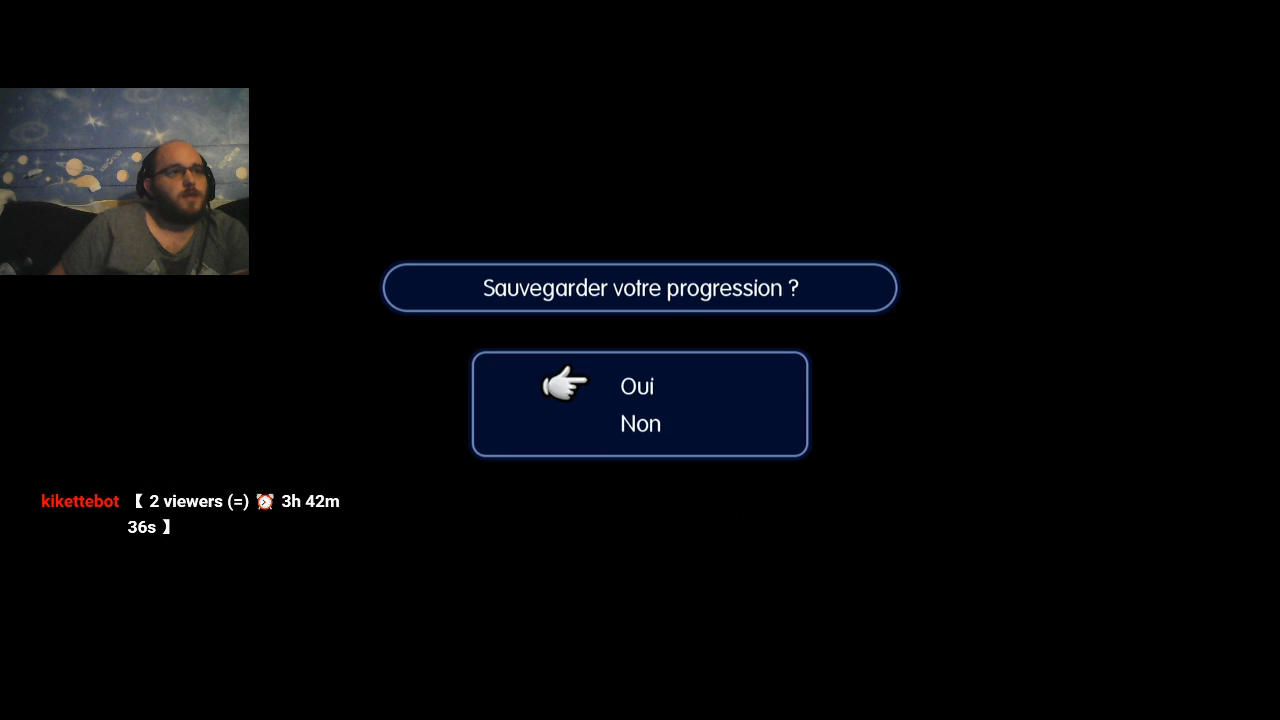 Sauvegarder votre progression ?
Oui
Non
kikettebot 【 2 viewers (=) ⏰ 3h 42m
36s 】